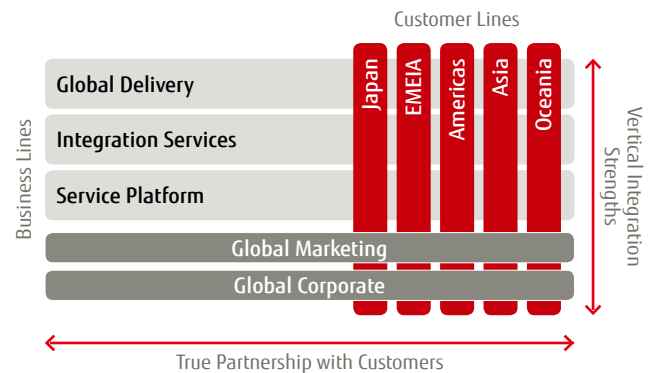 Customer Lines
Japan
EMEIA
Americas
Asia
Oceania
Business Lines
Global Delivery
Integration Services
Service Platform
Global Marketing
Global Corporate
Vertical Integration
Strengths
True Partnership with Customers